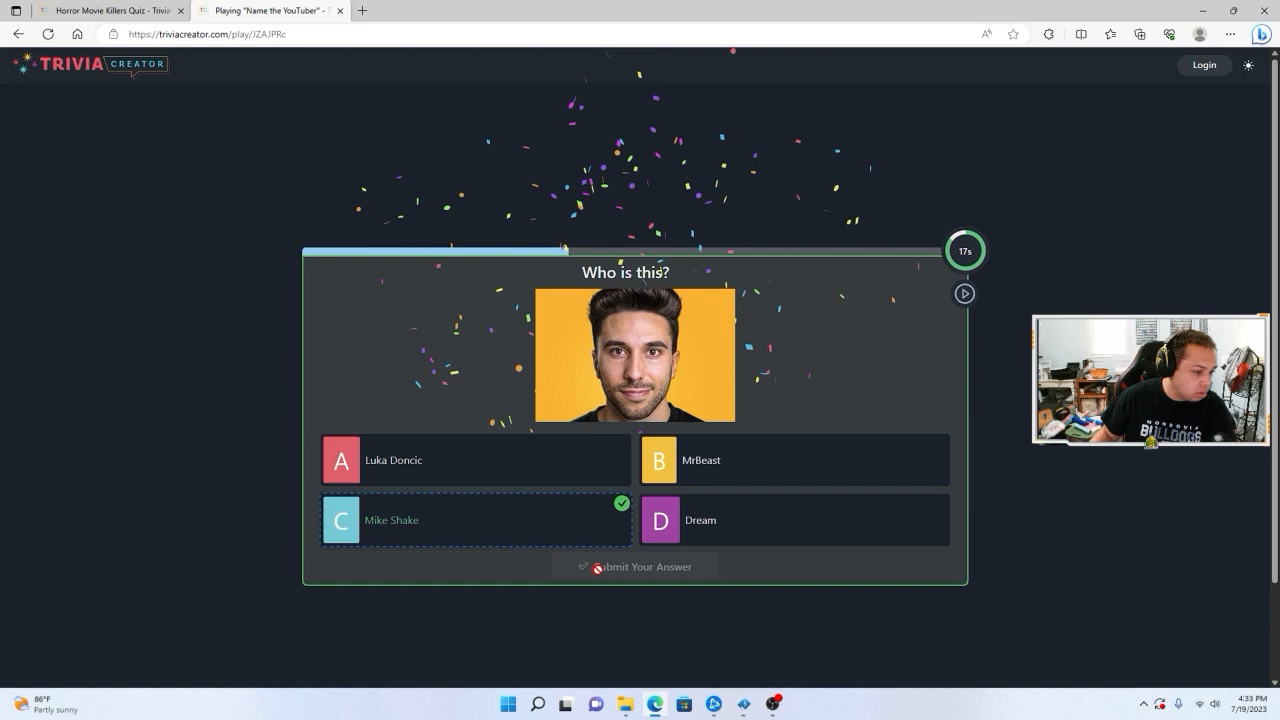 Horror Movie Killers Quiz - Trivia
Playing "Name the YouTuber" - T
https://triviacreator.com/play/JZAJPRc
TRIVIA CREATOR
Login
17s
Who is this?
A Luka Doncic
B MrBeast
C Mike Shake
D Dream
Submit Your Answer
MONROVIA
BULLDOGS
86°F
Partly sunny
4:33 PM
7/19/2023